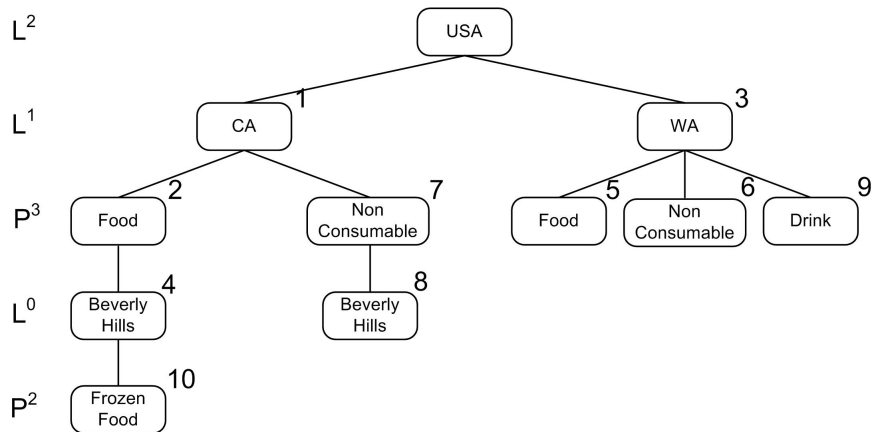 L²
USA
1
3
L¹
CA
WA
2
7
5
6
9
P³
Food
Non
Consumable
Food
Non
Consumable
Drink
4
8
L⁰
Beverly
Hills
Beverly
Hills
10
P²
Frozen
Food